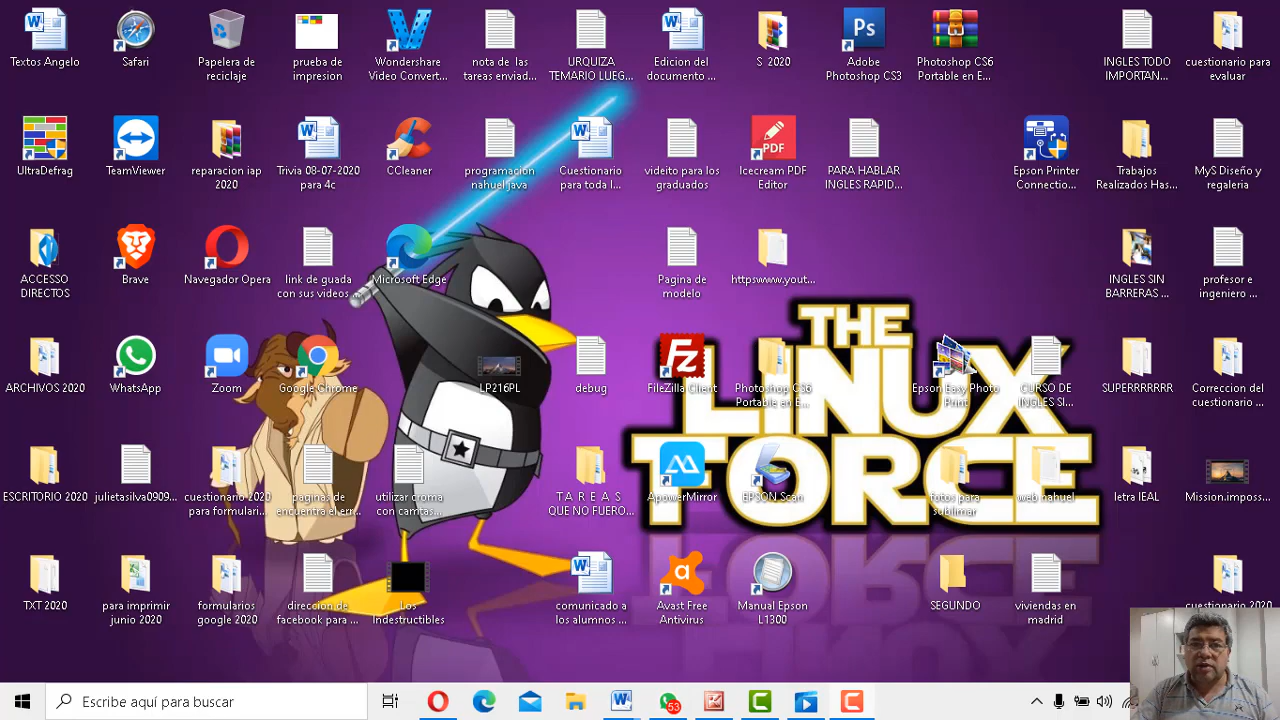 Textos Angelo
Safari
Papelera de
reciclaje
prueba de
impresion
Wondershare
Video Convert...
nota de las
tareas enviad...
URQUIZA
TEMARIO LUEG...
Edicion del
documento ...
S 2020
Adobe
Photoshop CS3
Photoshop CS6
Portable en E...
INGLES TODO
IMPORTAN...
cuestionario para
evaluar
UltraDefrag
TeamViewer
reparacion iap
2020
Trivia 08-07-2020
para 4c
CCleaner
programacion
nahuel java
Cuestionario
para toda l...
videito para los
graduados
PDF
Icecream PDF
Editor
PARA HABLAR
INGLES RAPID...
Epson Printer
Connectio...
Trabajos
Realizados Has...
MyS Diseño y
regaleria
ACCESSO
DIRECTOS
Brave
Navegador Opera
link de guada
con sus videos ...
Microsoft Edge
Pagina de
modelo
httpswww.yout...
INGLES SIN
BARRERAS ...
profesor e
ingeniero ...
THE
LINUX
FORCE
ARCHIVOS 2020
WhatsApp
Zoom
Google Chrome
LP216PL
debug
FileZilla Client
Photoshop CS6
Portable en E...
Epson Easy Photo
Print
CURSO DE
INGLES SI...
SUPERRRRRR
Correccion del
cuestionario ...
ESCRITORIO 2020
julietasilva0909...
cuestionario 2020
para formulari...
paginas de
encuentra el err...
utilizar croma
con camtas...
T A R E A S
QUE NO FUERO...
ApowerMirror
EPSON Scan
fotos para
sublimar
web nahuel
letra IEAL
Mission.imposs...
TXT 2020
para imprimir
junio 2020
formularios
google 2020
direccion de
facebook para ...
Los
Indestructibles
comunicado a
los alumnos ...
Avast Free
Antivirus
Manual Epson
L1300
SEGUNDO
viviendas en
madrid
cuestionario 2020
Escribe aquí para buscar
53